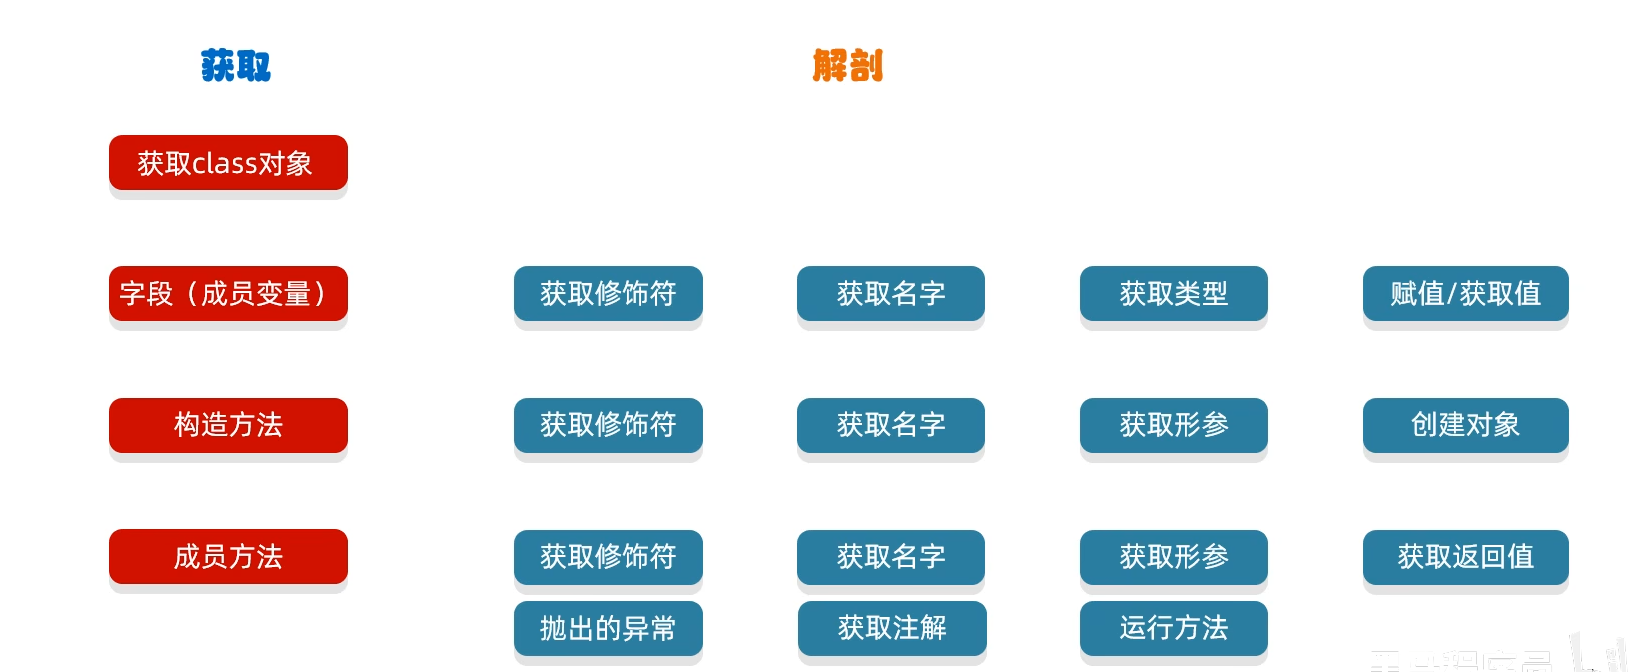 获取
解剖
获取class对象
字段（成员变量）
获取修饰符
获取名字
获取类型
赋值/获取值
构造方法
获取修饰符
获取名字
获取形参
创建对象
成员方法
获取修饰符
获取名字
获取形参
获取返回值
抛出的异常
获取注解
运行方法